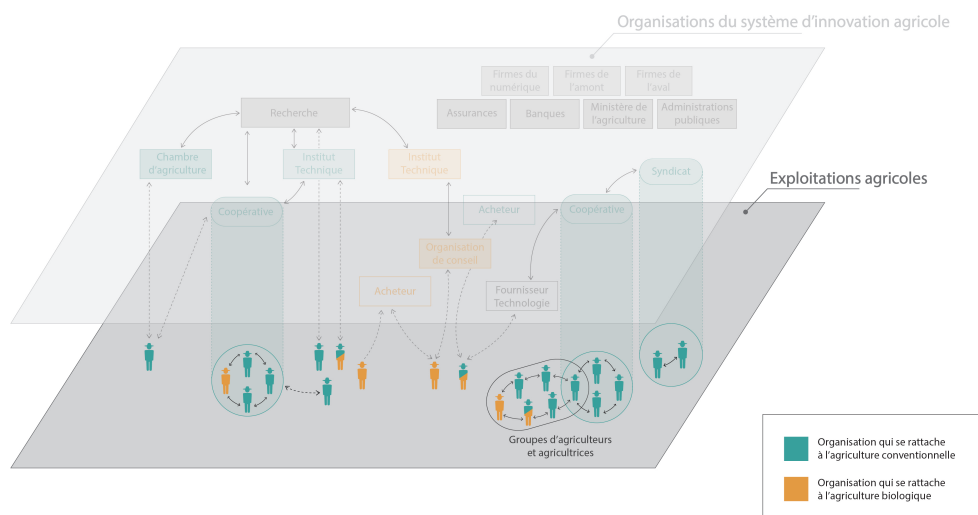 Organisations du système d'innovation agricole
Firmes du
numérique
Firmes de
l'amont
Firmes de
l'aval
Assurances
Banques
Ministère de
l'agriculture
Administrations
publiques
Recherche
Chambre
d'agriculture
Institut
Technique
Institut
Technique
Syndicat
Exploitations agricoles
Coopérative
Acheteur
Coopérative
Organisation
de conseil
Acheteur
Fournisseur
Technologie
Groupes d'agriculteurs
et agricultrices
Organisation qui se rattache
à l'agriculture conventionnelle
Organisation qui se rattache
à l'agriculture biologique